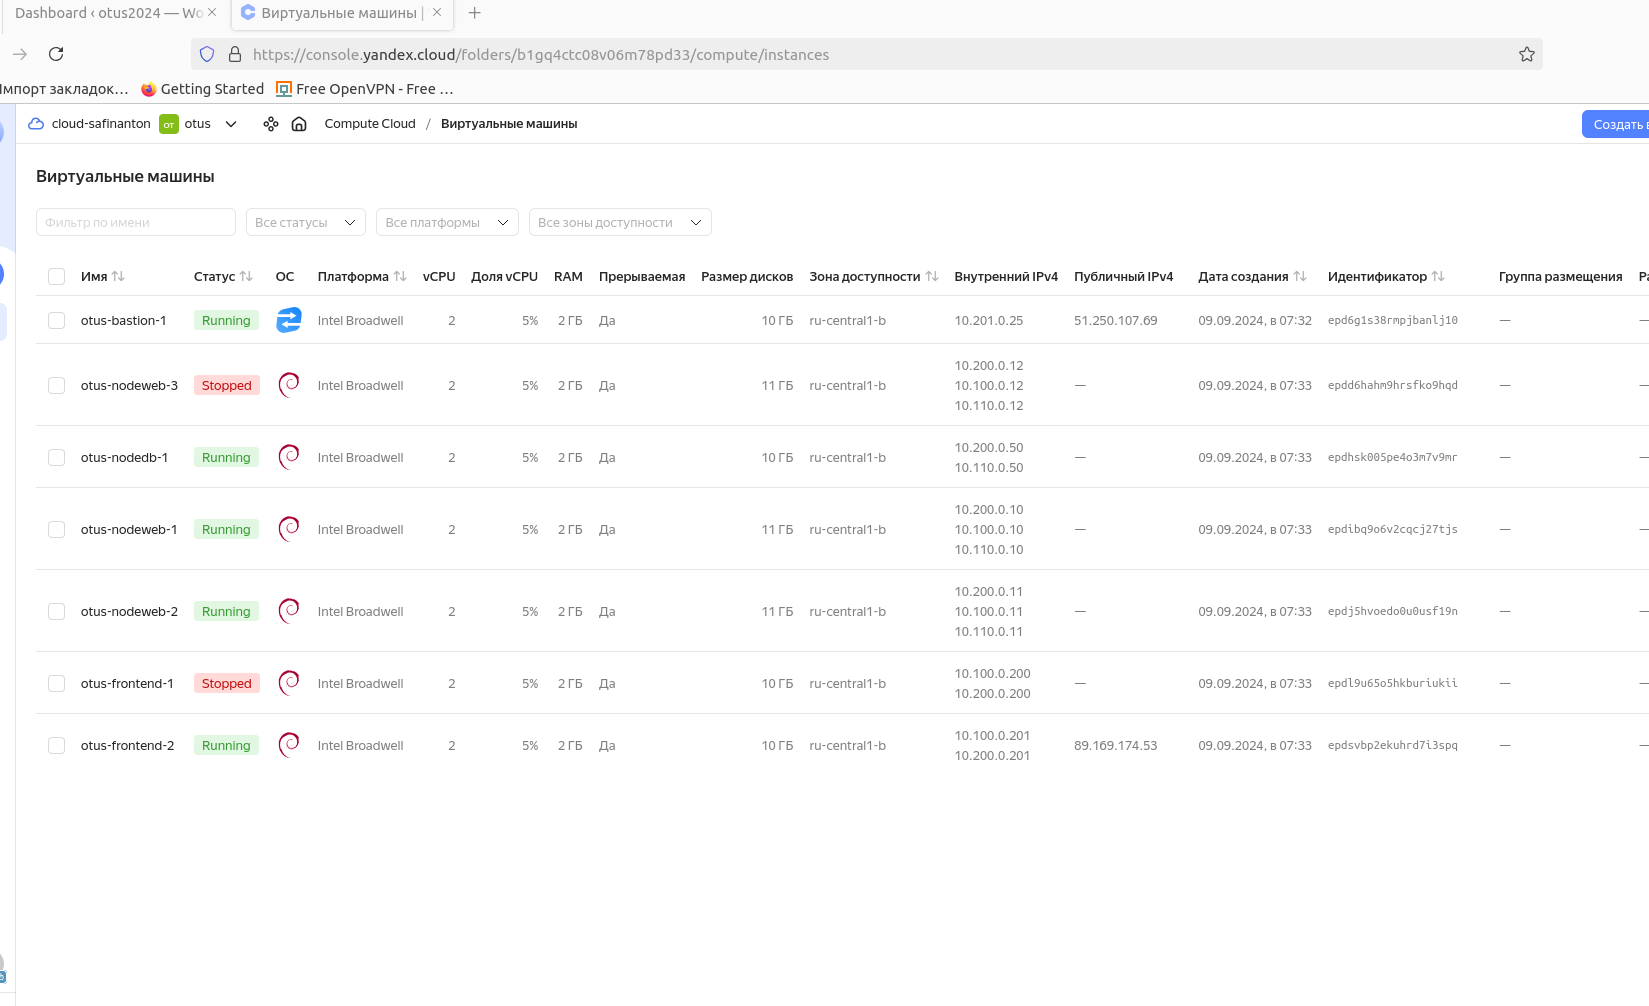 Dashboard ‹ otus2024 — Wo
Виртуальные машины |
https://console.yandex.cloud/folders/b1gq4ctc08v06m78pd33/compute/instances
Импорт закладок… Getting Started Free OpenVPN - Free …
cloud-safinanton от otus Compute Cloud / Виртуальные машины Создать в
Виртуальные машины
Фильтр по имени Все статусы Все платформы Все зоны доступности
Имя Статус ОС Платформа vCPU Доля vCPU RAM Прерываемая Размер дисков Зона доступности Внутренний IPv4 Публичный IPv4 Дата создания Идентификатор Группа размещения Ра
otus-bastion-1 Running Intel Broadwell 2 5% 2 ГБ Да 10 ГБ ru-central1-b 10.201.0.25 51.250.107.69 09.09.2024, в 07:32 epd6g1s38rmpjbanlj10 — —
10.200.0.12
otus-nodeweb-3 Stopped Intel Broadwell 2 5% 2 ГБ Да 11 ГБ ru-central1-b 10.100.0.12 — 09.09.2024, в 07:33 epdd6hahm9hrsfko9hqd — —
10.110.0.12
10.200.0.50
otus-nodedb-1 Running Intel Broadwell 2 5% 2 ГБ Да 10 ГБ ru-central1-b — 09.09.2024, в 07:33 epdhsk005pe4o3m7v9mr — —
10.110.0.50
10.200.0.10
otus-nodeweb-1 Running Intel Broadwell 2 5% 2 ГБ Да 11 ГБ ru-central1-b 10.100.0.10 — 09.09.2024, в 07:33 epdibq9o6v2cqcj27tjs — —
10.110.0.10
10.200.0.11
otus-nodeweb-2 Running Intel Broadwell 2 5% 2 ГБ Да 11 ГБ ru-central1-b 10.100.0.11 — 09.09.2024, в 07:33 epdj5hvoedo0u0usf19n — —
10.110.0.11
10.100.0.200
otus-frontend-1 Stopped Intel Broadwell 2 5% 2 ГБ Да 10 ГБ ru-central1-b — 09.09.2024, в 07:33 epdl9u65o5hkburiukii — —
10.200.0.200
10.100.0.201
otus-frontend-2 Running Intel Broadwell 2 5% 2 ГБ Да 10 ГБ ru-central1-b 89.169.174.53 09.09.2024, в 07:33 epdsvbp2ekuhrd7i3spq — —
10.200.0.201